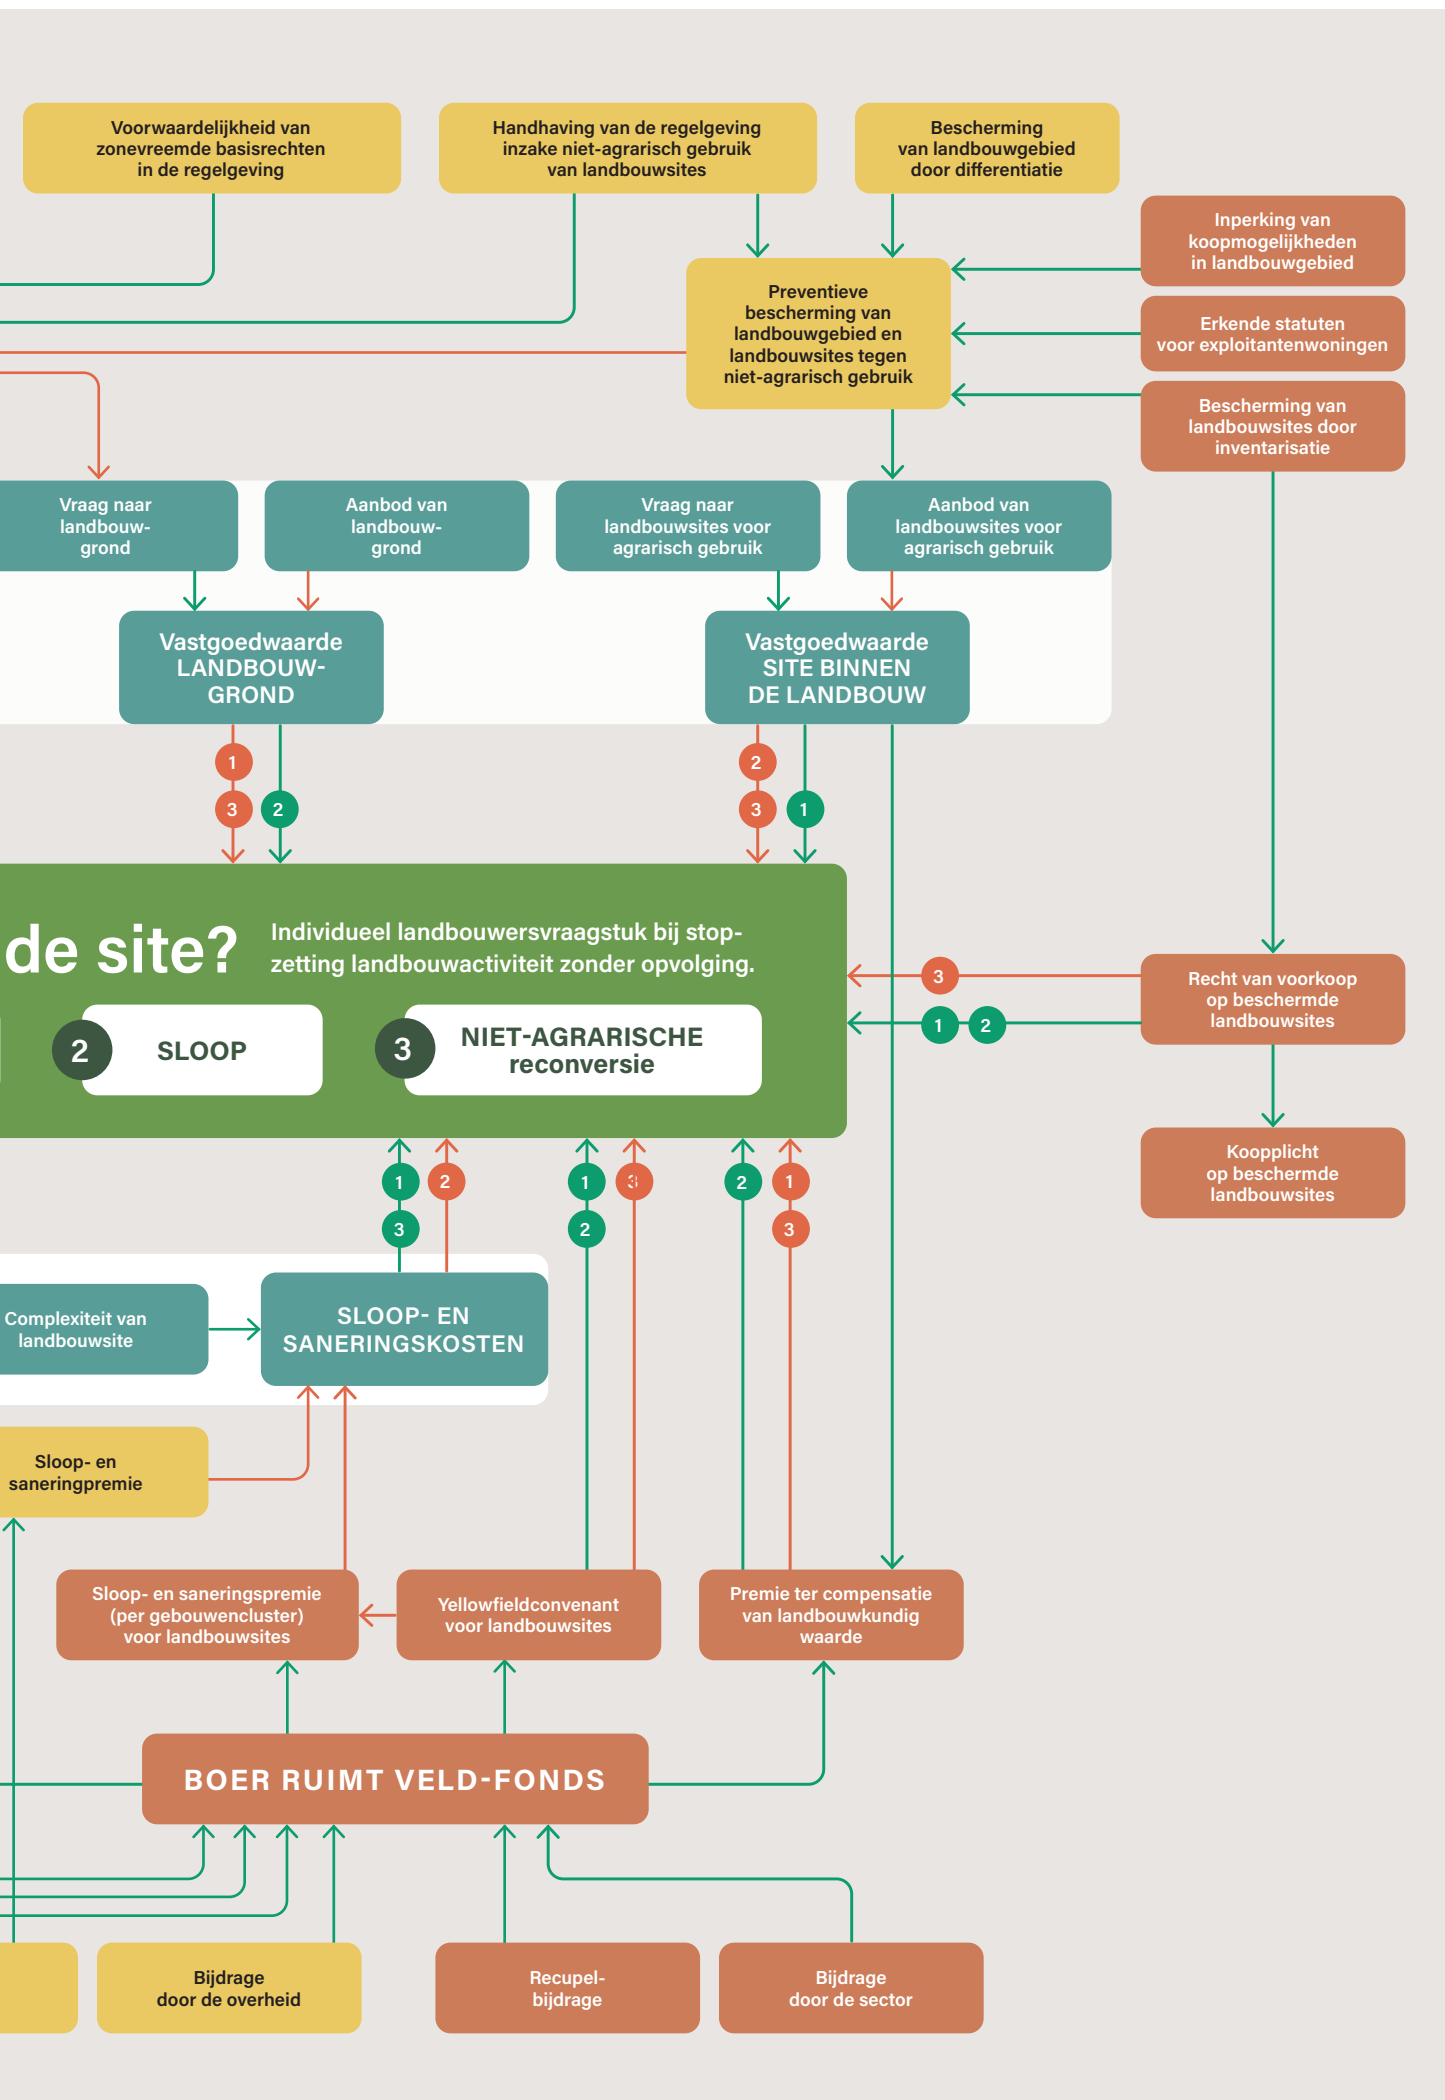 Voorwaardelijkheid van
zonevreemde basisrechten
in de regelgeving
Handhaving van de regelgeving
inzake niet-agrarisch gebruik
van landbouwsites
Bescherming
van landbouwgebied
door differentiatie
Inperking van
koopmogelijkheden
in landbouwgebied
Preventieve
bescherming van
landbouwgebied en
landbouwsites tegen
niet-agrarisch gebruik
Erkende statuten
voor exploitantenwoningen
Bescherming van
landbouwsites door
inventarisatie
Vraag naar
landbouw-
grond
Aanbod van
landbouw-
grond
Vraag naar
landbouwsites voor
agrarisch gebruik
Aanbod van
landbouwsites voor
agrarisch gebruik
Vastgoedwaarde
LANDBOUW-
GROND
Vastgoedwaarde
SITE BINNEN
DE LANDBOUW
1
2
3
2
3
1
de site?
Individueel landbouwersvraagstuk bij stop-
zetting landbouwactiviteit zonder opvolging.
3
1
2
Recht van voorkoop
op beschermde
landbouwsites
2
SLOOP
3
NIET-AGRARISCHE
reconversie
Koopplicht
op beschermde
landbouwsites
1
2
1
3
2
1
3
2
3
Complexiteit van
landbouwsite
SLOOP- EN
SANERINGSKOSTEN
Sloop- en
saneringpremie
Sloop- en saneringspremie
(per gebouwencluster)
voor landbouwsites
Yellowfieldconvenant
voor landbouwsites
Premie ter compensatie
van landbouwkundig
waarde
BOER RUIMT VELD-FONDS
Bijdrage
door de overheid
Recupel-
bijdrage
Bijdrage
door de sector